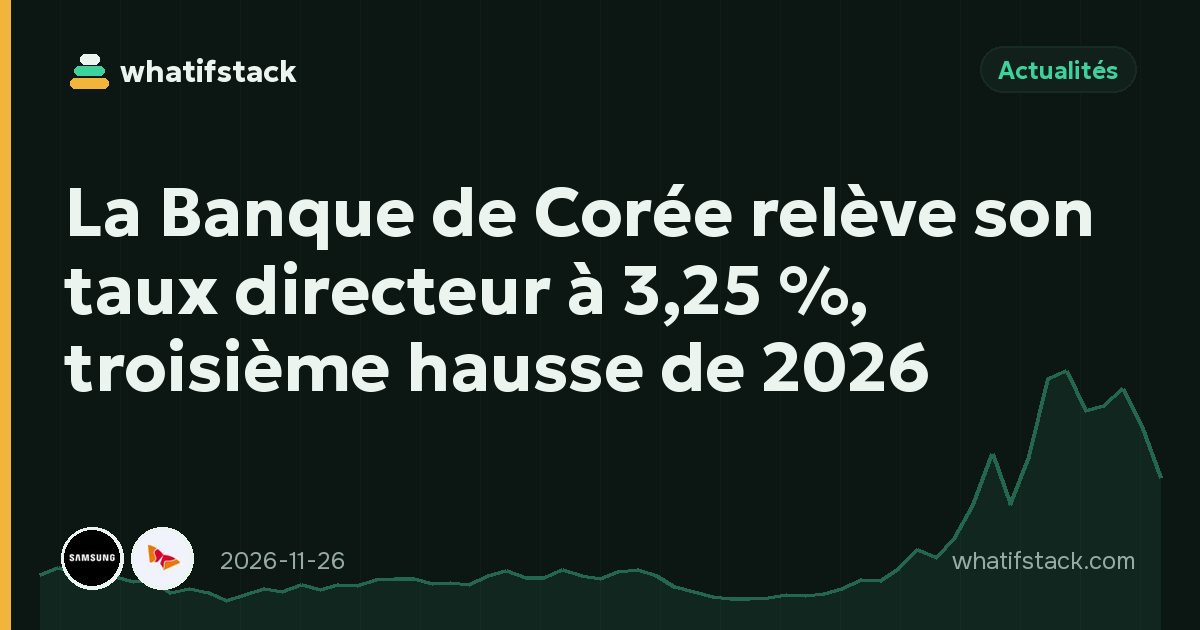 whatifstack
Actualités
La Banque de Corée relève son
taux directeur à 3,25 %,
troisième hausse de 2026
SAMSUNG
2026-11-26
whatifstack.com